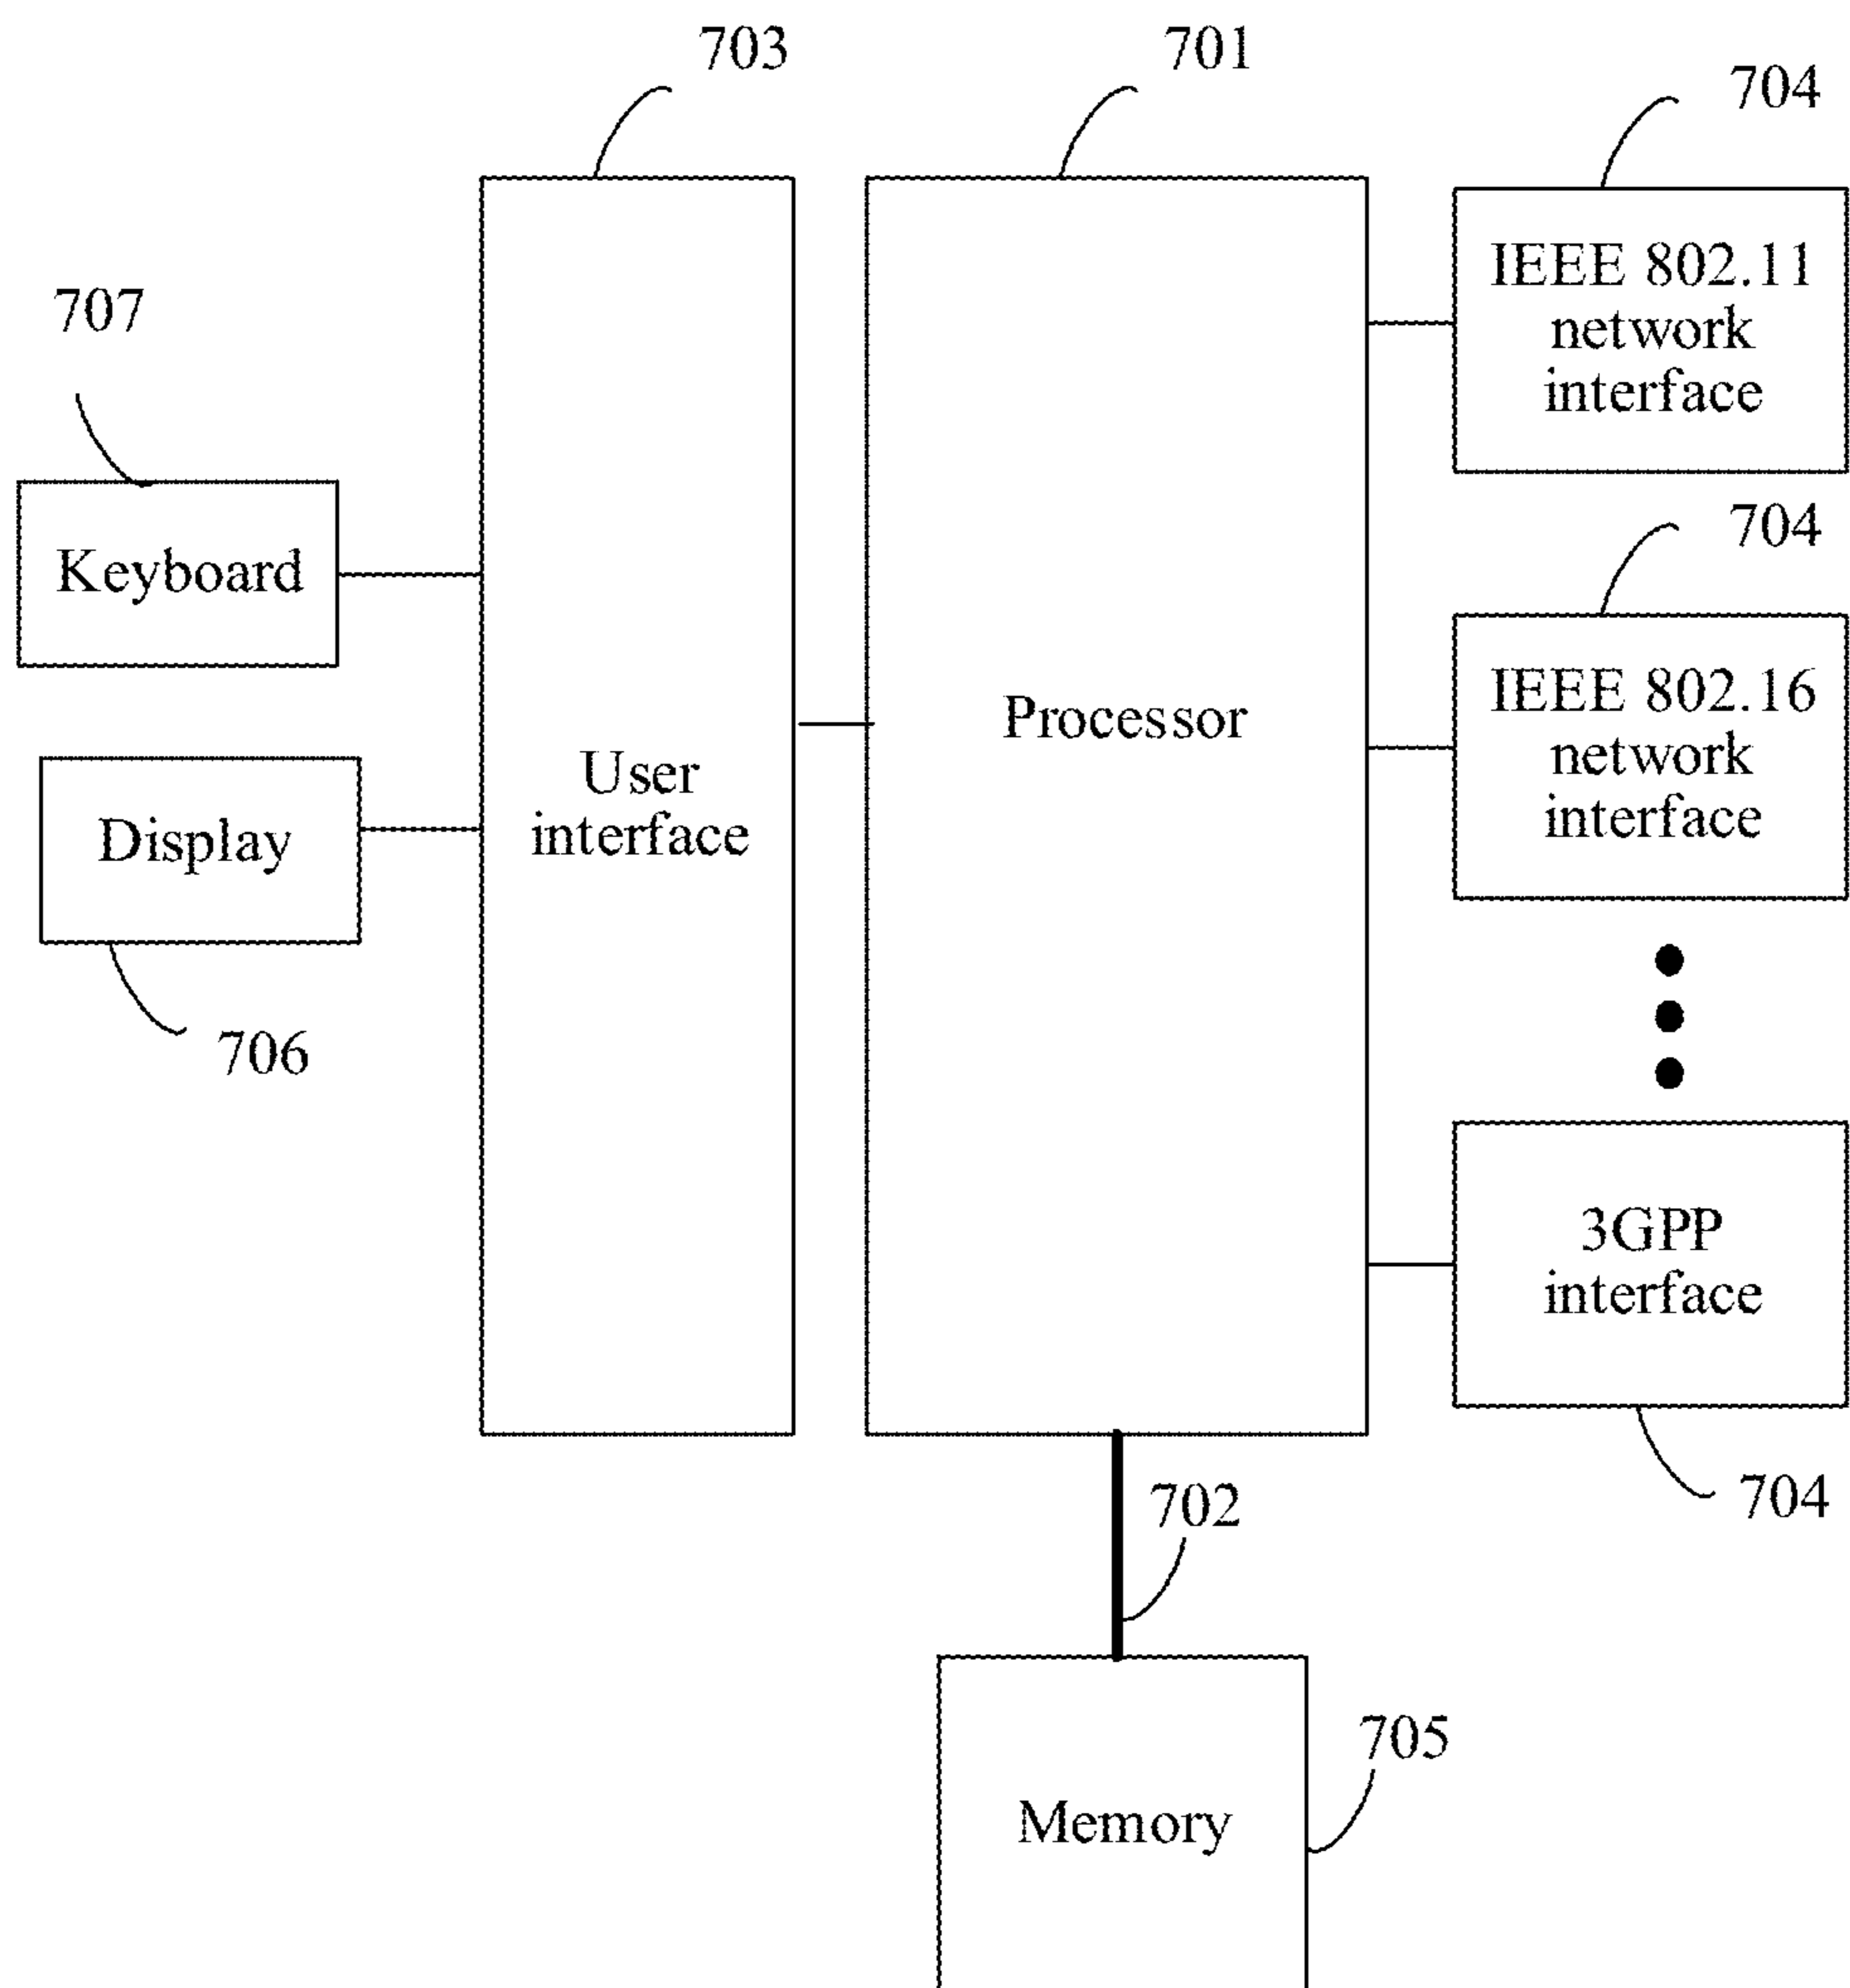 703
701
704
IEEE 802.11
network
interface
707
Keyboard
704
IEEE 802.16
network
interface
Processor
User
interface
Display
706
3GPP
interface
704
702
705
Memory